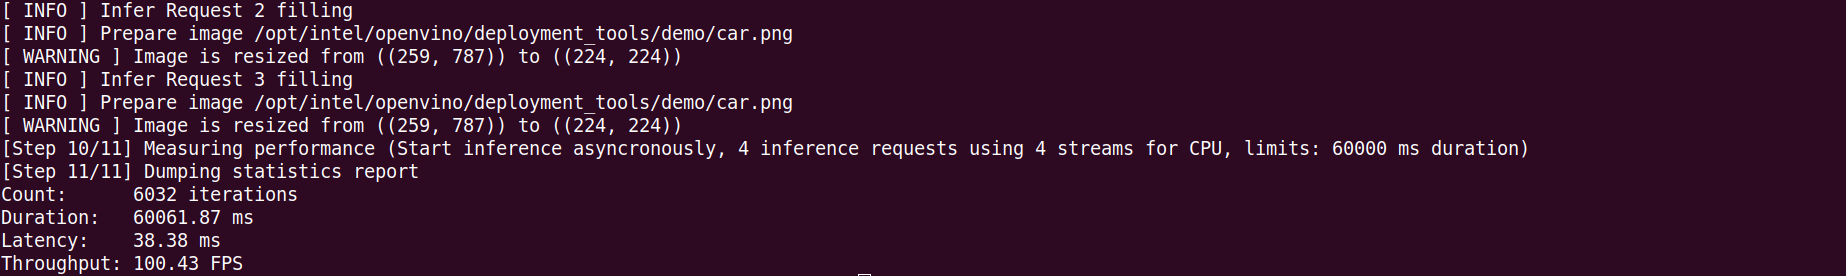 [ INFO ] Infer Request 2 filling
[ INFO ] Prepare image /opt/intel/openvino/deployment_tools/demo/car.png
[ WARNING ] Image is resized from ((259, 787)) to ((224, 224))
[ INFO ] Infer Request 3 filling
[ INFO ] Prepare image /opt/intel/openvino/deployment_tools/demo/car.png
[ WARNING ] Image is resized from ((259, 787)) to ((224, 224))
[Step 10/11] Measuring performance (Start inference asyncronously, 4 inference requests using 4 streams for CPU, limits: 60000 ms duration)
[Step 11/11] Dumping statistics report
Count:      6032 iterations
Duration:   60061.87 ms
Latency:    38.38 ms
Throughput: 100.43 FPS